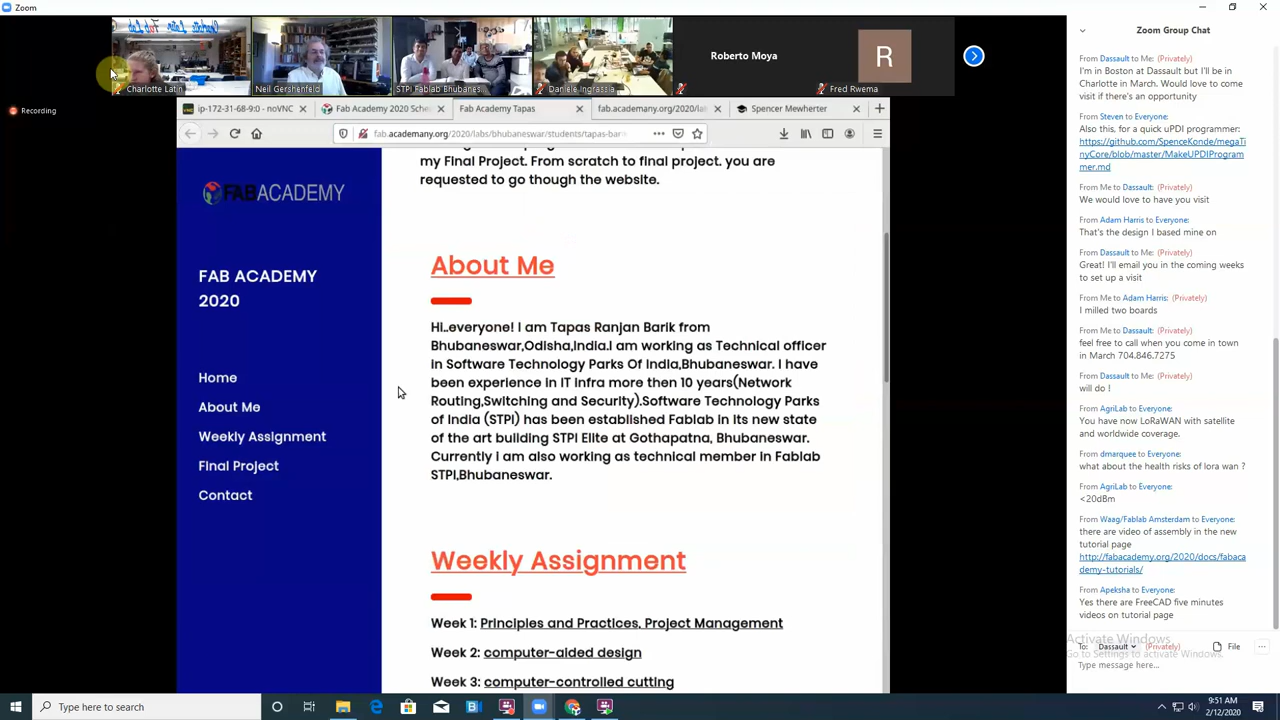 Zoom
Charlotte Latin
Neil Gershenfeld
STPI Fablab Bhubanes...
Daniele Ingrassia
Roberto Moya
R
Fred Rwema
Recording
ip-172-31-68-9:0 - noVNC
Fab Academy 2020 Sche
Fab Academy Tapas
fab.academany.org/2020/lab
Spencer Mewherter
fab.academany.org/2020/labs/bhubaneswar/students/tapas-bar
FABACADEMY
FAB ACADEMY
2020
Home
About Me
Weekly Assignment
Final Project
Contact
my Final Project. From scratch to final project. you are
requested to go though the website.
About Me
Hi..everyone! I am Tapas Ranjan Barik from
Bhubaneswar,Odisha,India.I am working as Technical officer
in Software Technology Parks Of India,Bhubaneswar. I have
been experience in IT Infra more then 10 years(Network
Routing,Switching and Security).Software Technology Parks
of India (STPI) has been established Fablab in its new state
of the art building STPI Elite at Gothapatna, Bhubaneswar.
Currently I am also working as technical member in Fablab
STPI,Bhubaneswar.
Weekly Assignment
Week 1: Principles and Practices, Project Management
Week 2: computer-aided design
Week 3: computer-controlled cutting
Zoom Group Chat
From Dassault to Me: (Privately)
I'm in Boston at Dassault but I'll be in
Charlotte in March. Would love to come
visit if there's an opportunity
From Steven to Everyone:
Also this, for a quick uPDI programmer:
https://github.com/SpenceKonde/megaTi
nyCore/blob/master/MakeUPDIProgram
mer.md
From Me to Dassault: (Privately)
We would love to have you visit
From Adam Harris to Everyone:
That's the design I based mine on
From Dassault to Me: (Privately)
Great! I'll email you in the coming weeks
to set up a visit
From Me to Adam Harris: (Privately)
I milled two boards
From Me to Dassault: (Privately)
feel free to call when you come in town
in March 704.846.7275
From Dassault to Me: (Privately)
will do !
From AgriLab to Everyone:
You have now LoRaWAN with satellite
and worldwide coverage.
From dmarquee to Everyone:
what about the health risks of lora wan ?
From AgriLab to Everyone:
<20dBm
From Waag/Fablab Amsterdam to Everyone:
there are video of assembly in the new
tutorial page
http://fabacademy.org/2020/docs/fabaca
demy-tutorials/
From Apeksha to Everyone:
Yes there are FreeCAD five minutes
videos on tutorial page
Activate Windows
Go to Settings to activate Windows.
To: Dassault (Privately) File
Type message here...
Type here to search
9:51 AM
2/12/2020